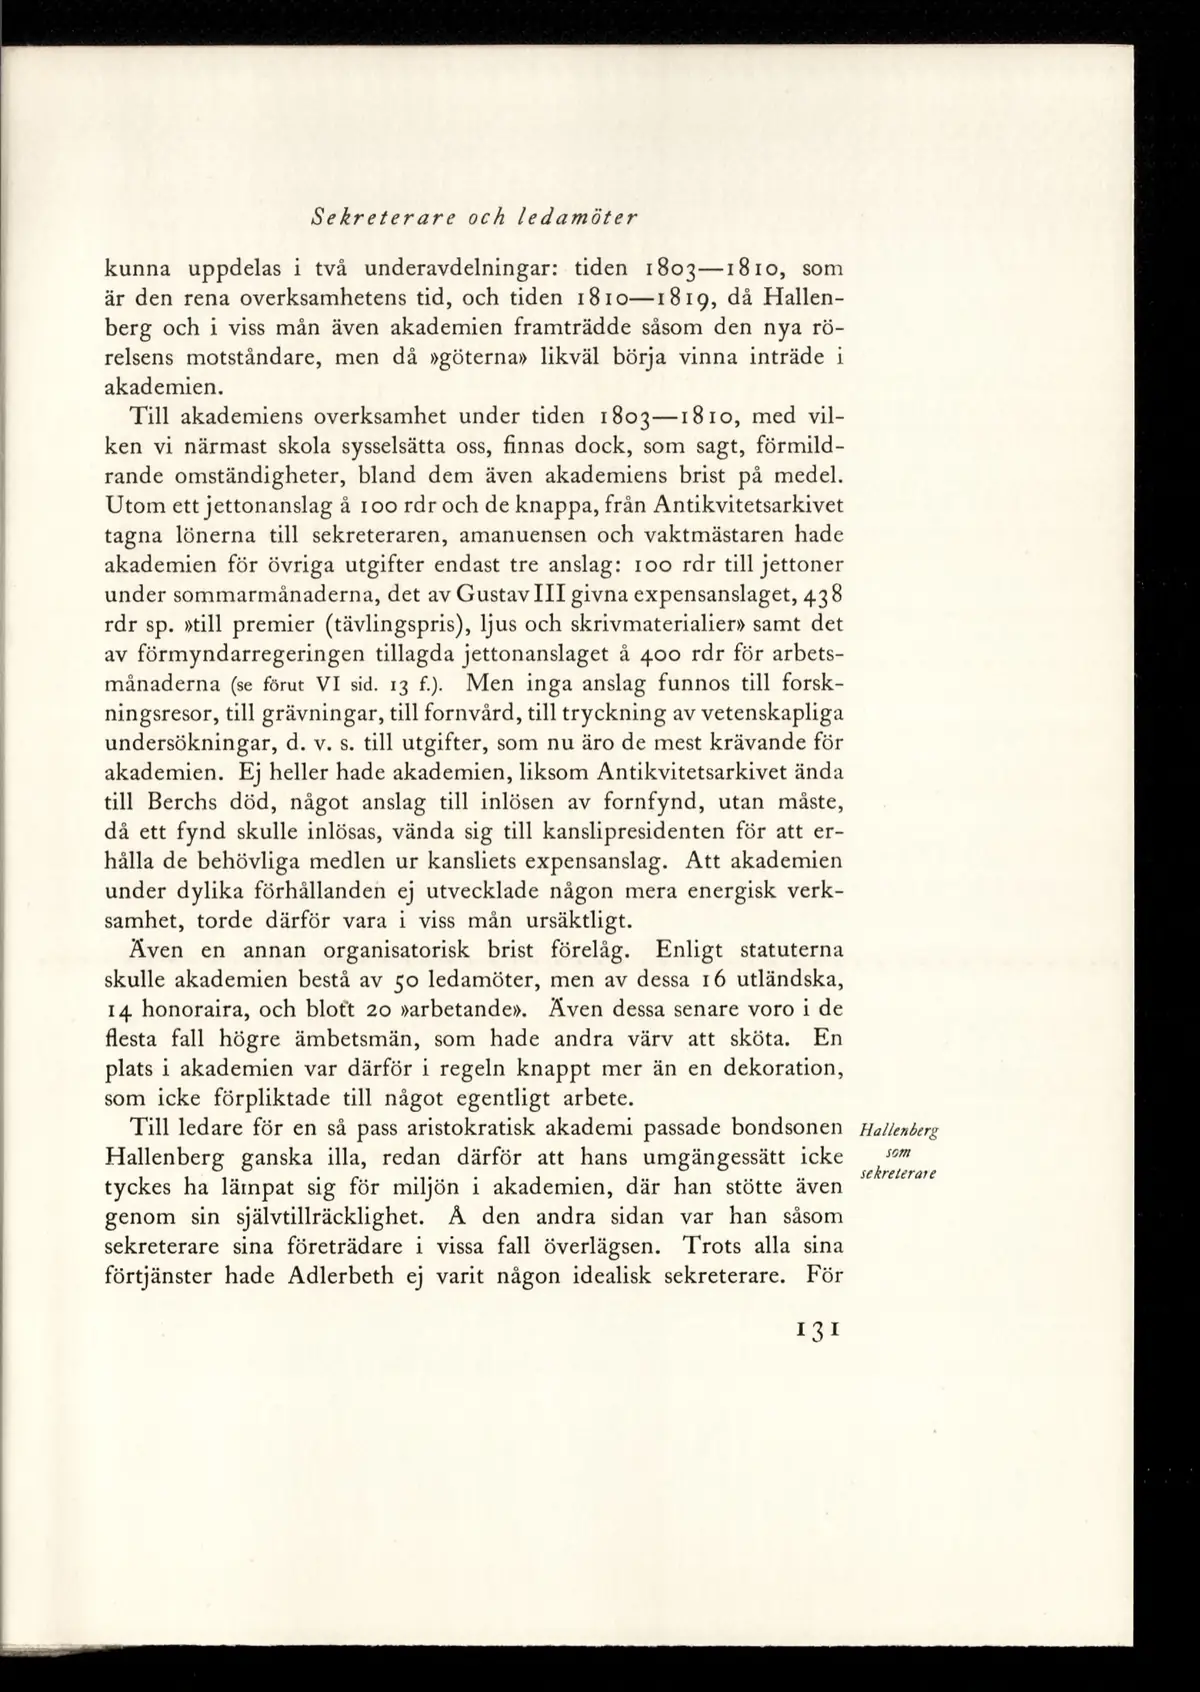 Sekreterare och ledamöter
kunna uppdelas i två underavdelningar: tiden 1803—1810, som
är den rena overksamhetens tid, och tiden 1810—1819, då Hallen-
berg och i viss mån även akademien framträdde såsom den nya rö-
relsens motståndare, men då »göterna» likväl börja vinna inträde i
akademien.
Till akademiens overksamhet under tiden 1803—1810, med vil-
ken vi närmast skola sysselsätta oss, finnas dock, som sagt, förmild-
rande omständigheter, bland dem även akademiens brist på medel.
Utom ett jettonanslag å 100 rdr och de knappa, från Antikvitetsarkivet
tagna lönerna till sekreteraren, amanuensen och vaktmästaren hade
akademien för övriga utgifter endast tre anslag: 100 rdr till jettoner
under sommarmånaderna, det av Gustav III givna expensanslaget, 438
rdr sp. »till premier (tävlingspris), ljus och skrivmaterialier» samt det
av förmyndarregeringen tillagda jettonanslaget å 400 rdr för arbets-
månaderna (se förut VI sid. 13 f.). Men inga anslag funnos till forsk-
ningsresor, till grävningar, till fornvård, till tryckning av vetenskapliga
undersökningar, d. v. s. till utgifter, som nu äro de mest krävande för
akademien. Ej heller hade akademien, liksom Antikvitetsarkivet ända
till Berchs död, något anslag till inlösen av fornfynd, utan måste,
då ett fynd skulle inlösas, vända sig till kanslipresidenten för att er-
hålla de behövliga medlen ur kansliets expensanslag. Att akademien
under dylika förhållanden ej utvecklade någon mera energisk verk-
samhet, torde därför vara i viss mån ursäktligt.
Även en annan organisatorisk brist förelåg. Enligt statuterna
skulle akademien bestå av 50 ledamöter, men av dessa 16 utländska,
14 honoraira, och blott 20 »arbetande». Även dessa senare voro i de
flesta fall högre ämbetsmän, som hade andra värv att sköta. En
plats i akademien var därför i regeln knappt mer än en dekoration,
som icke förpliktade till något egentligt arbete.
Till ledare för en så pass aristokratisk akademi passade bondsonen
Hallenberg ganska illa, redan därför att hans umgängessätt icke
tyckes ha lämpat sig för miljön i akademien, där han stötte även
genom sin självtillräcklighet. Å den andra sidan var han såsom
sekreterare sina företrädare i vissa fall överlägsen. Trots alla sina
förtjänster hade Adlerbeth ej varit någon idealisk sekreterare. För
Hallenberg
som
sekreterare
131